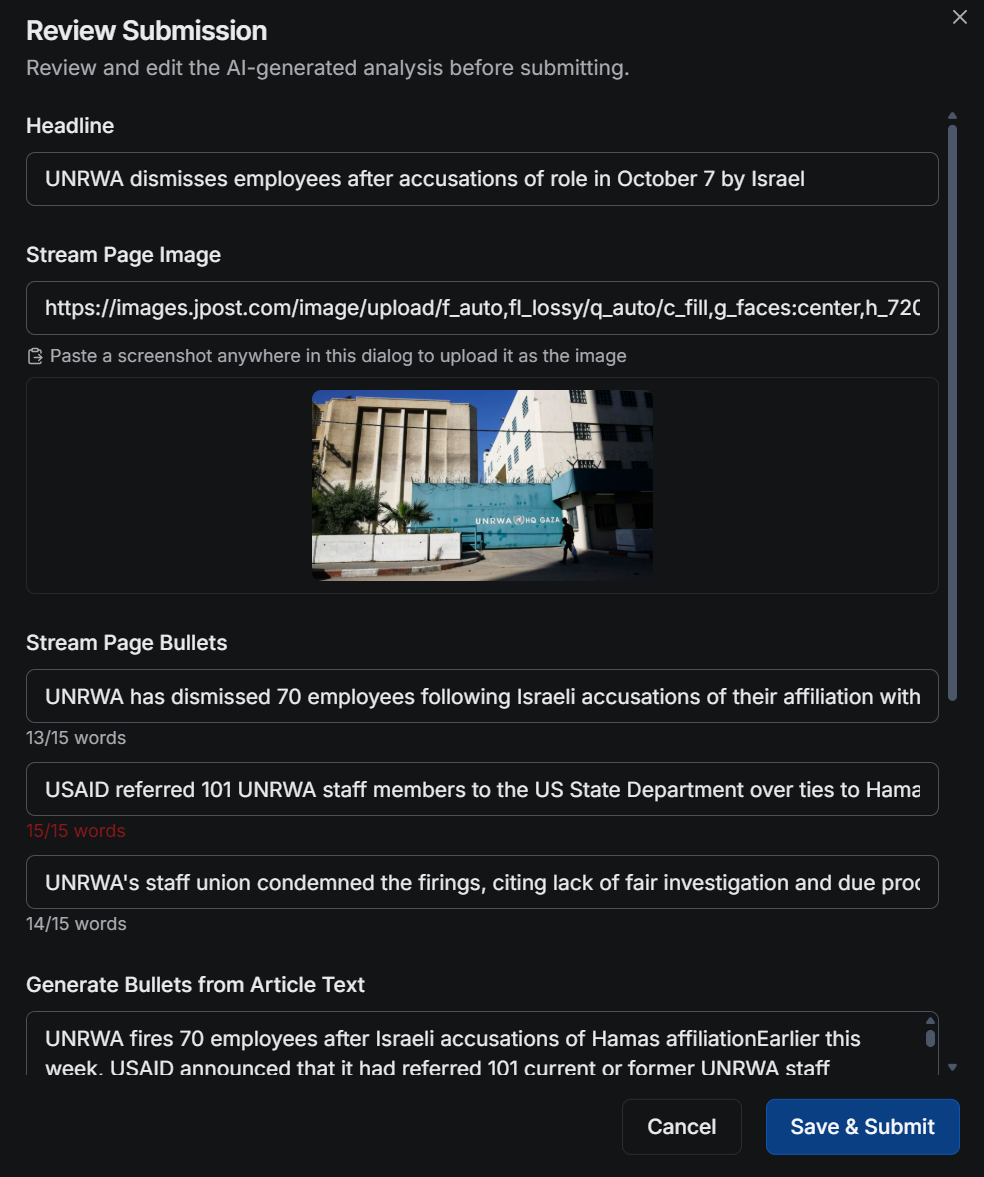 Review Submission
Review and edit the AI-generated analysis before submitting.
Headline
UNRWA dismisses employees after accusations of role in October 7 by Israel
Stream Page Image
https://images.jpost.com/image/upload/f_auto,fl_lossy/q_auto/c_fill,g_faces:center,h_720
Paste a screenshot anywhere in this dialog to upload it as the image
UNRWA HQ GAZA
Stream Page Bullets
UNRWA has dismissed 70 employees following Israeli accusations of their affiliation with
13/15 words
USAID referred 101 UNRWA staff members to the US State Department over ties to Hama
15/15 words
UNRWA's staff union condemned the firings, citing lack of fair investigation and due proc
14/15 words
Generate Bullets from Article Text
UNRWA fires 70 employees after Israeli accusations of Hamas affiliationEarlier this
week, USAID announced that it had referred 101 current or former UNRWA staff
Cancel
Save & Submit